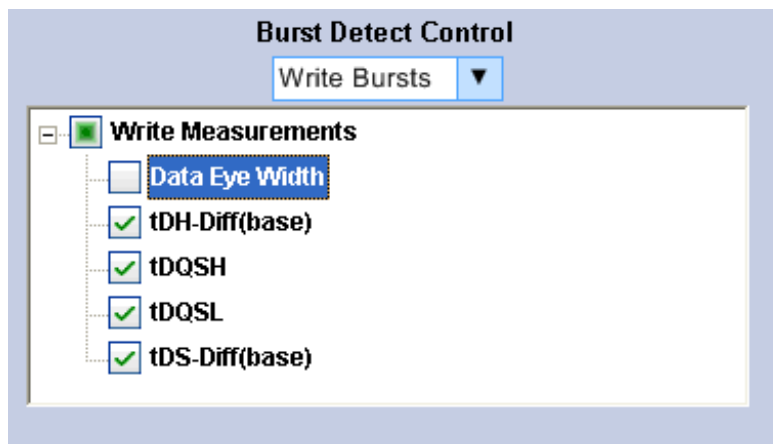 Burst Detect Control
Write Bursts
Write Measurements
Data Eye Width
tDH-Diff(base)
tDQSH
tDQSL
tDS-Diff(base)